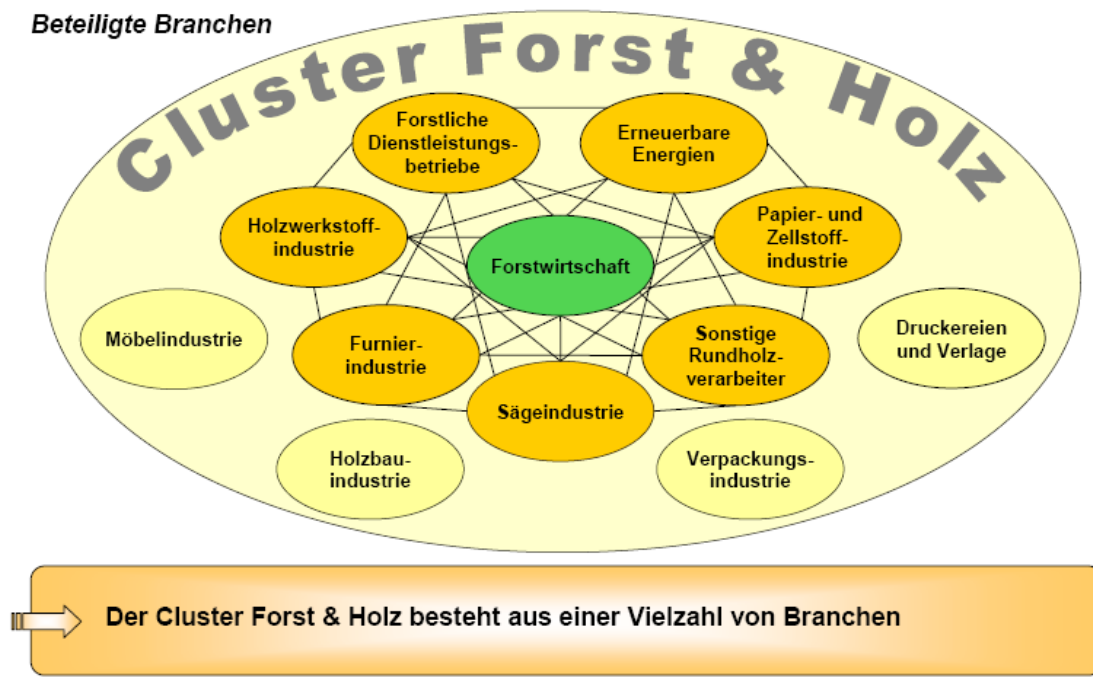 Beteiligte Branchen
Cluster Forst & Holz
Forstliche
Dienstleistungs-
betriebe
Erneuerbare
Energien
Holzwerkstoff-
industrie
Papier- und
Zellstoff-
industrie
Forstwirtschaft
Möbelindustrie
Furnier-
industrie
Sonstige
Rundholz-
verarbeiter
Druckereien
und Verlage
Sägeindustrie
Holzbau-
industrie
Verpackungs-
industrie
Der Cluster Forst & Holz besteht aus einer Vielzahl von Branchen